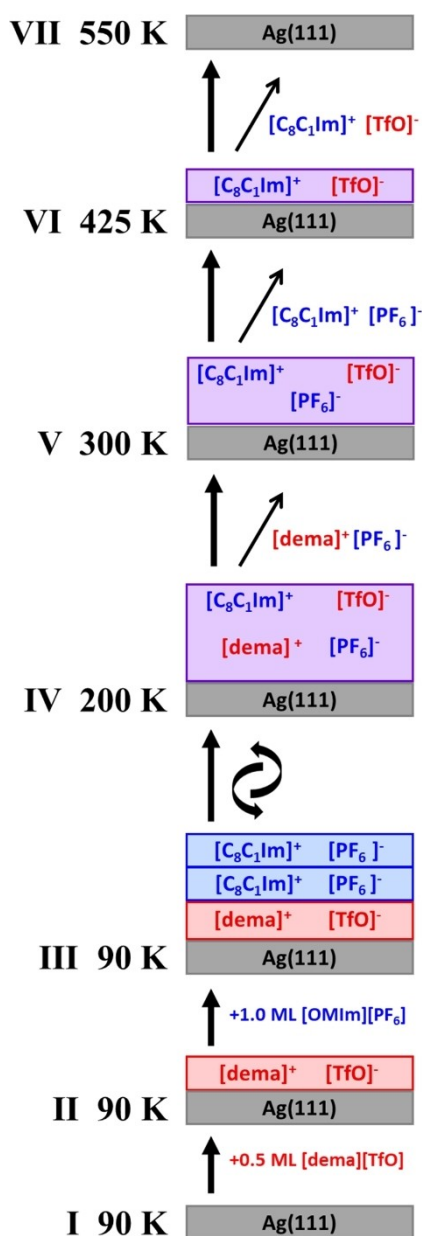 VII 550 K
Ag(111)
[C₈C₁Im]⁺ [TfO]⁻
[C₈C₁Im]⁺ [TfO]⁻
VI 425 K
Ag(111)
[C₈C₁Im]⁺ [PF₆]⁻
[C₈C₁Im]⁺ [TfO]⁻
[PF₆]⁻
V 300 K
Ag(111)
[dema]⁺ [PF₆]⁻
[C₈C₁Im]⁺ [TfO]⁻
[dema] ⁺ [PF₆]⁻
IV 200 K
Ag(111)
[C₈C₁Im]⁺ [PF₆ ]⁻
[C₈C₁Im]⁺ [PF₆ ]⁻
[dema]⁺ [TfO]⁻
III 90 K
Ag(111)
+1.0 ML [OMIm][PF₆]
[dema]⁺ [TfO]⁻
II 90 K
Ag(111)
+0.5 ML [dema][TfO]
I 90 K
Ag(111)